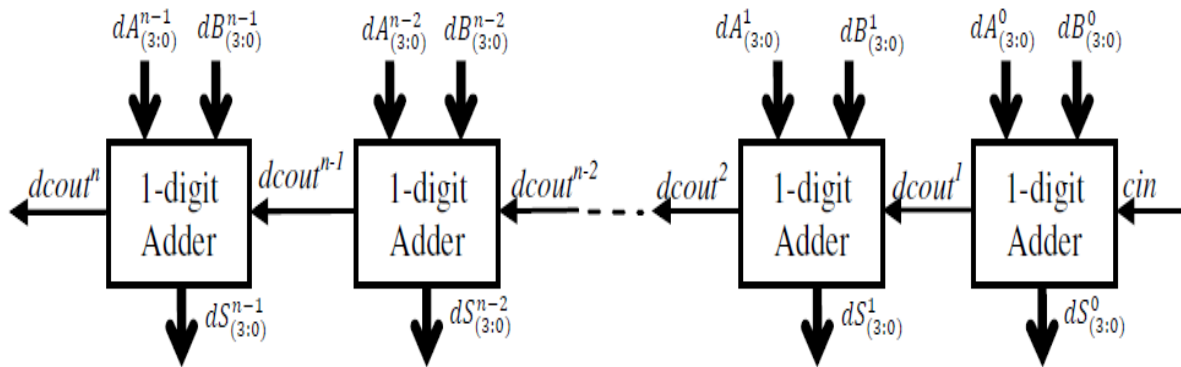 dA^{n-1}_{(3:0)} dB^{n-1}_{(3:0)} dA^{n-2}_{(3:0)} dB^{n-2}_{(3:0)} dA^{1}_{(3:0)} dB^{1}_{(3:0)} dA^{0}_{(3:0)} dB^{0}_{(3:0)}
dcout^{n} 1-digit dcout^{n-1} 1-digit dcout^{n-2} dcout^{2} 1-digit dcout^{1} 1-digit cin
Adder Adder Adder Adder
dS^{n-1}_{(3:0)} dS^{n-2}_{(3:0)} dS^{1}_{(3:0)} dS^{0}_{(3:0)}